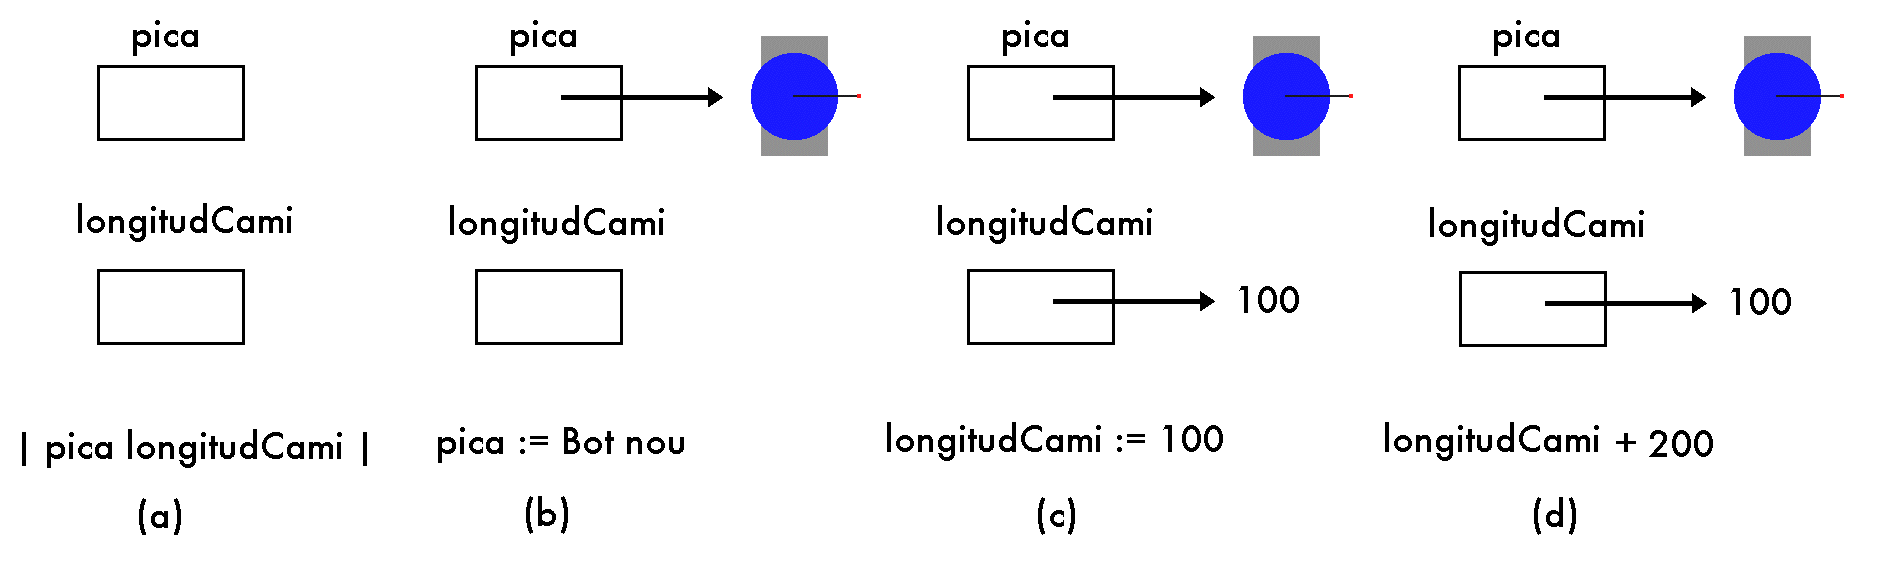 pica
pica
pica
pica
longitudCami
longitudCami
longitudCami
longitudCami
100
100
| pica longitudCami |
pica := Bot nou
longitudCami := 100
longitudCami + 200
(a)
(b)
(c)
(d)